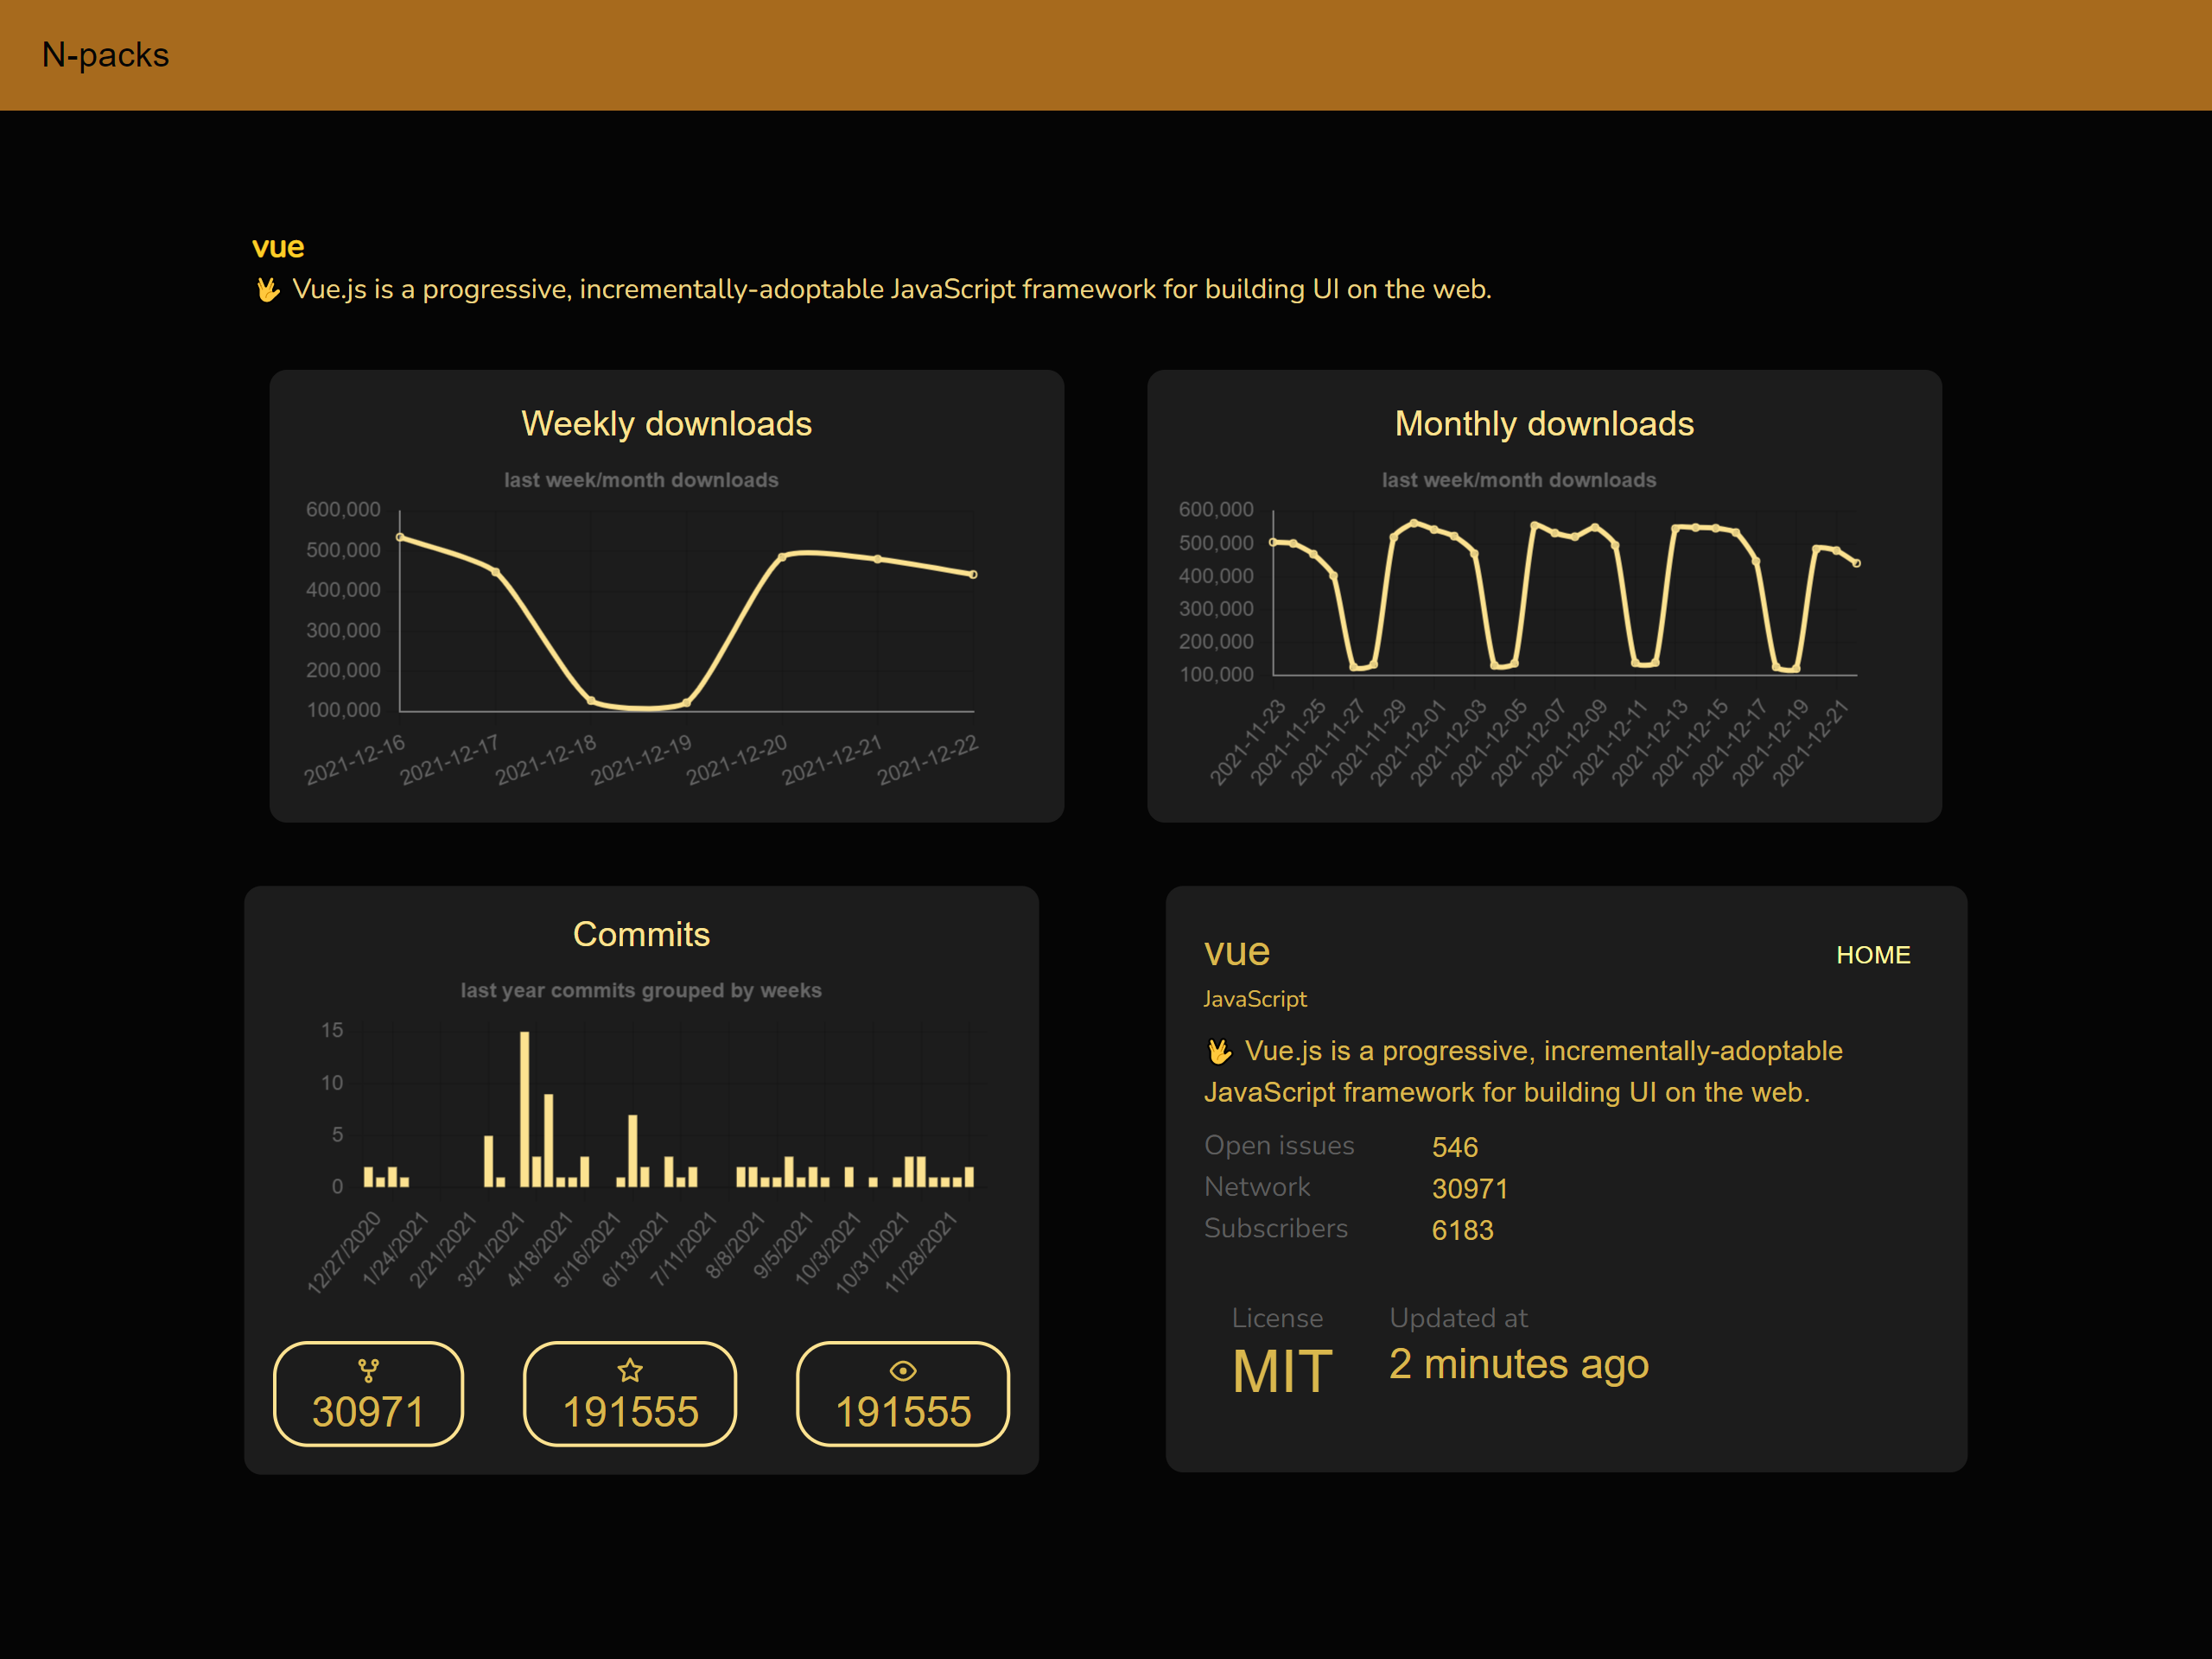 N-packs
vue
🖖 Vue.js is a progressive, incrementally-adoptable JavaScript framework for building UI on the web.
Weekly downloads
last week/month downloads
600,000
500,000
400,000
300,000
200,000
100,000
2021-12-16
2021-12-17
2021-12-18
2021-12-19
2021-12-20
2021-12-21
2021-12-22
Monthly downloads
last week/month downloads
600,000
500,000
400,000
300,000
200,000
100,000
2021-11-23
2021-11-25
2021-11-27
2021-11-29
2021-12-01
2021-12-03
2021-12-05
2021-12-07
2021-12-09
2021-12-11
2021-12-13
2021-12-15
2021-12-17
2021-12-19
2021-12-21
Commits
last year commits grouped by weeks
15
10
5
0
12/27/2020
1/24/2021
2/21/2021
3/21/2021
4/18/2021
5/16/2021
6/13/2021
7/11/2021
8/8/2021
9/5/2021
10/3/2021
10/31/2021
11/28/2021
30971
191555
191555
vue
HOME
JavaScript
🖖 Vue.js is a progressive, incrementally-adoptable
JavaScript framework for building UI on the web.
Open issues 546
Network 30971
Subscribers 6183
License Updated at
MIT 2 minutes ago